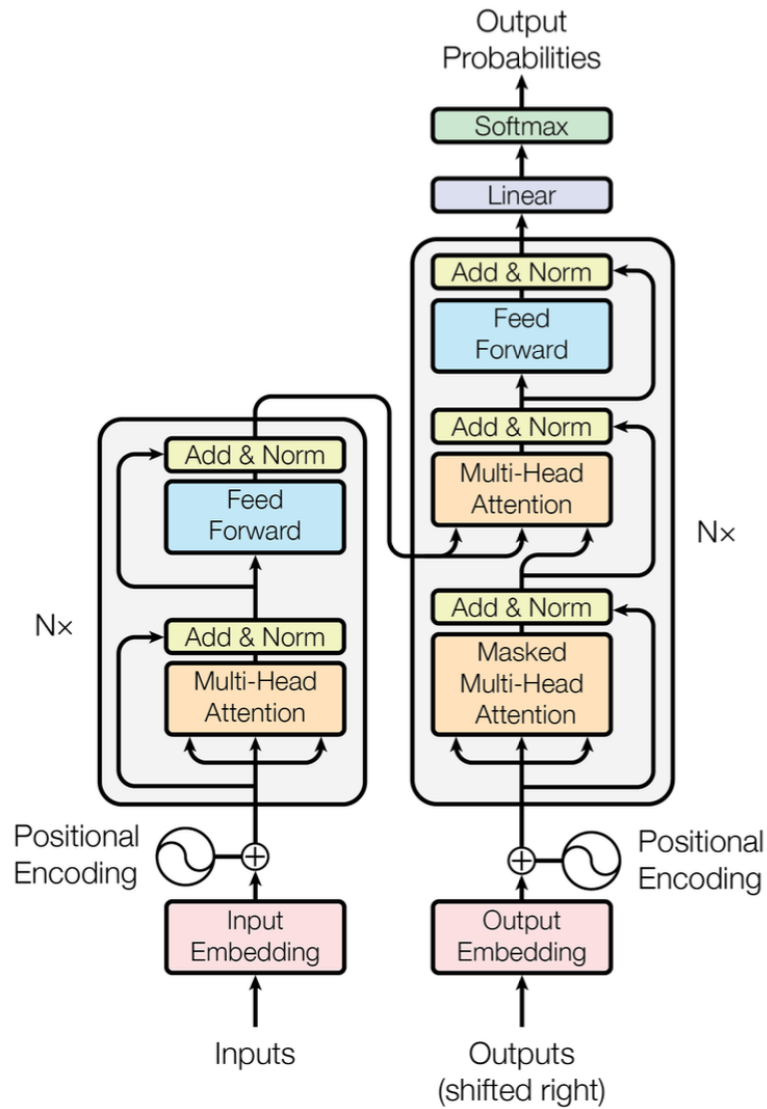 Output
Probabilities
Softmax
Linear
Add & Norm
Feed
Forward
Add & Norm
Multi-Head
Attention
Add & Norm
Masked
Multi-Head
Attention
N×
Add & Norm
Feed
Forward
Add & Norm
Multi-Head
Attention
N×
Positional
Encoding
Positional
Encoding
Input
Embedding
Output
Embedding
Inputs
Outputs
(shifted right)